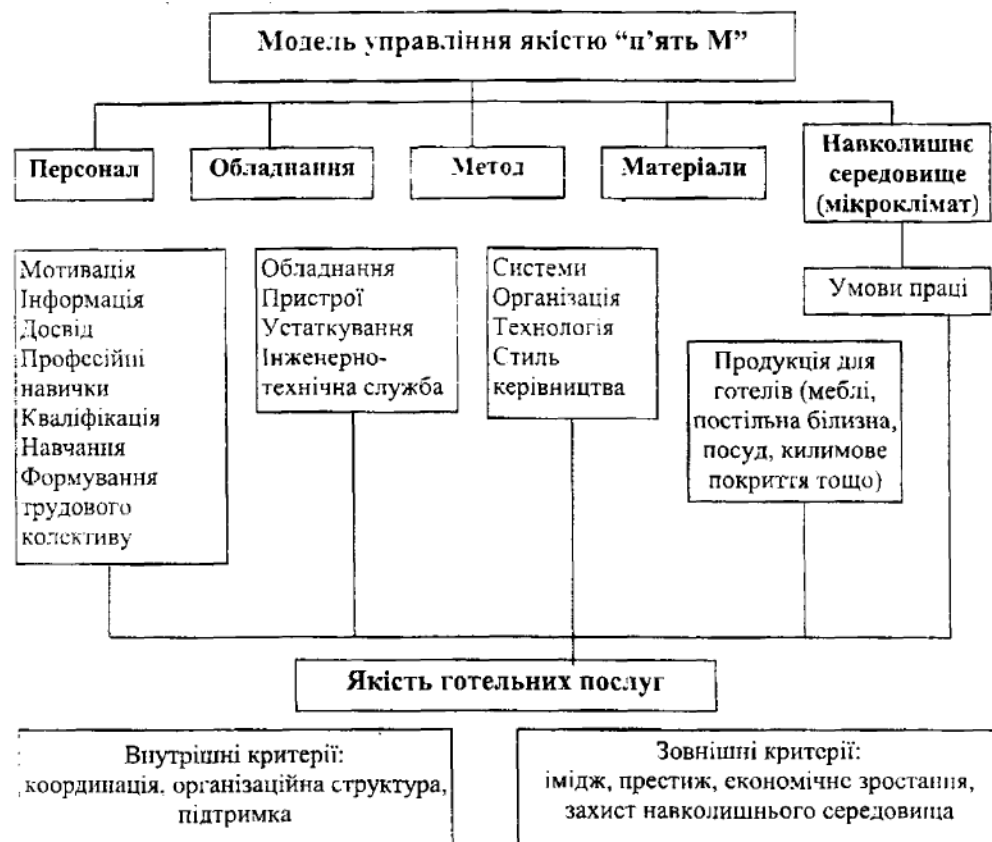 Модель управління якістю “п’ять М”
Персонал
Обладнання
Метод
Матеріали
Навколишнє
середовище
(мікроклімат)
Мотивація
Інформація
Досвід
Професійні
навички
Кваліфікація
Навчання
Формування
трудового
колективу
Обладнання
Пристрої
Устаткування
Інженерно-
технічна служба
Системи
Організація
Технологія
Стиль
керівництва
Умови праці
Продукція для
готелів (меблі,
постільна білизна,
посуд, килимове
покриття тощо)
Якість готельних послуг
Внутрішні критерії:
координація, організаційна структура,
підтримка
Зовнішні критерії:
імідж, престиж, економічне зростання,
захист навколишнього середовища